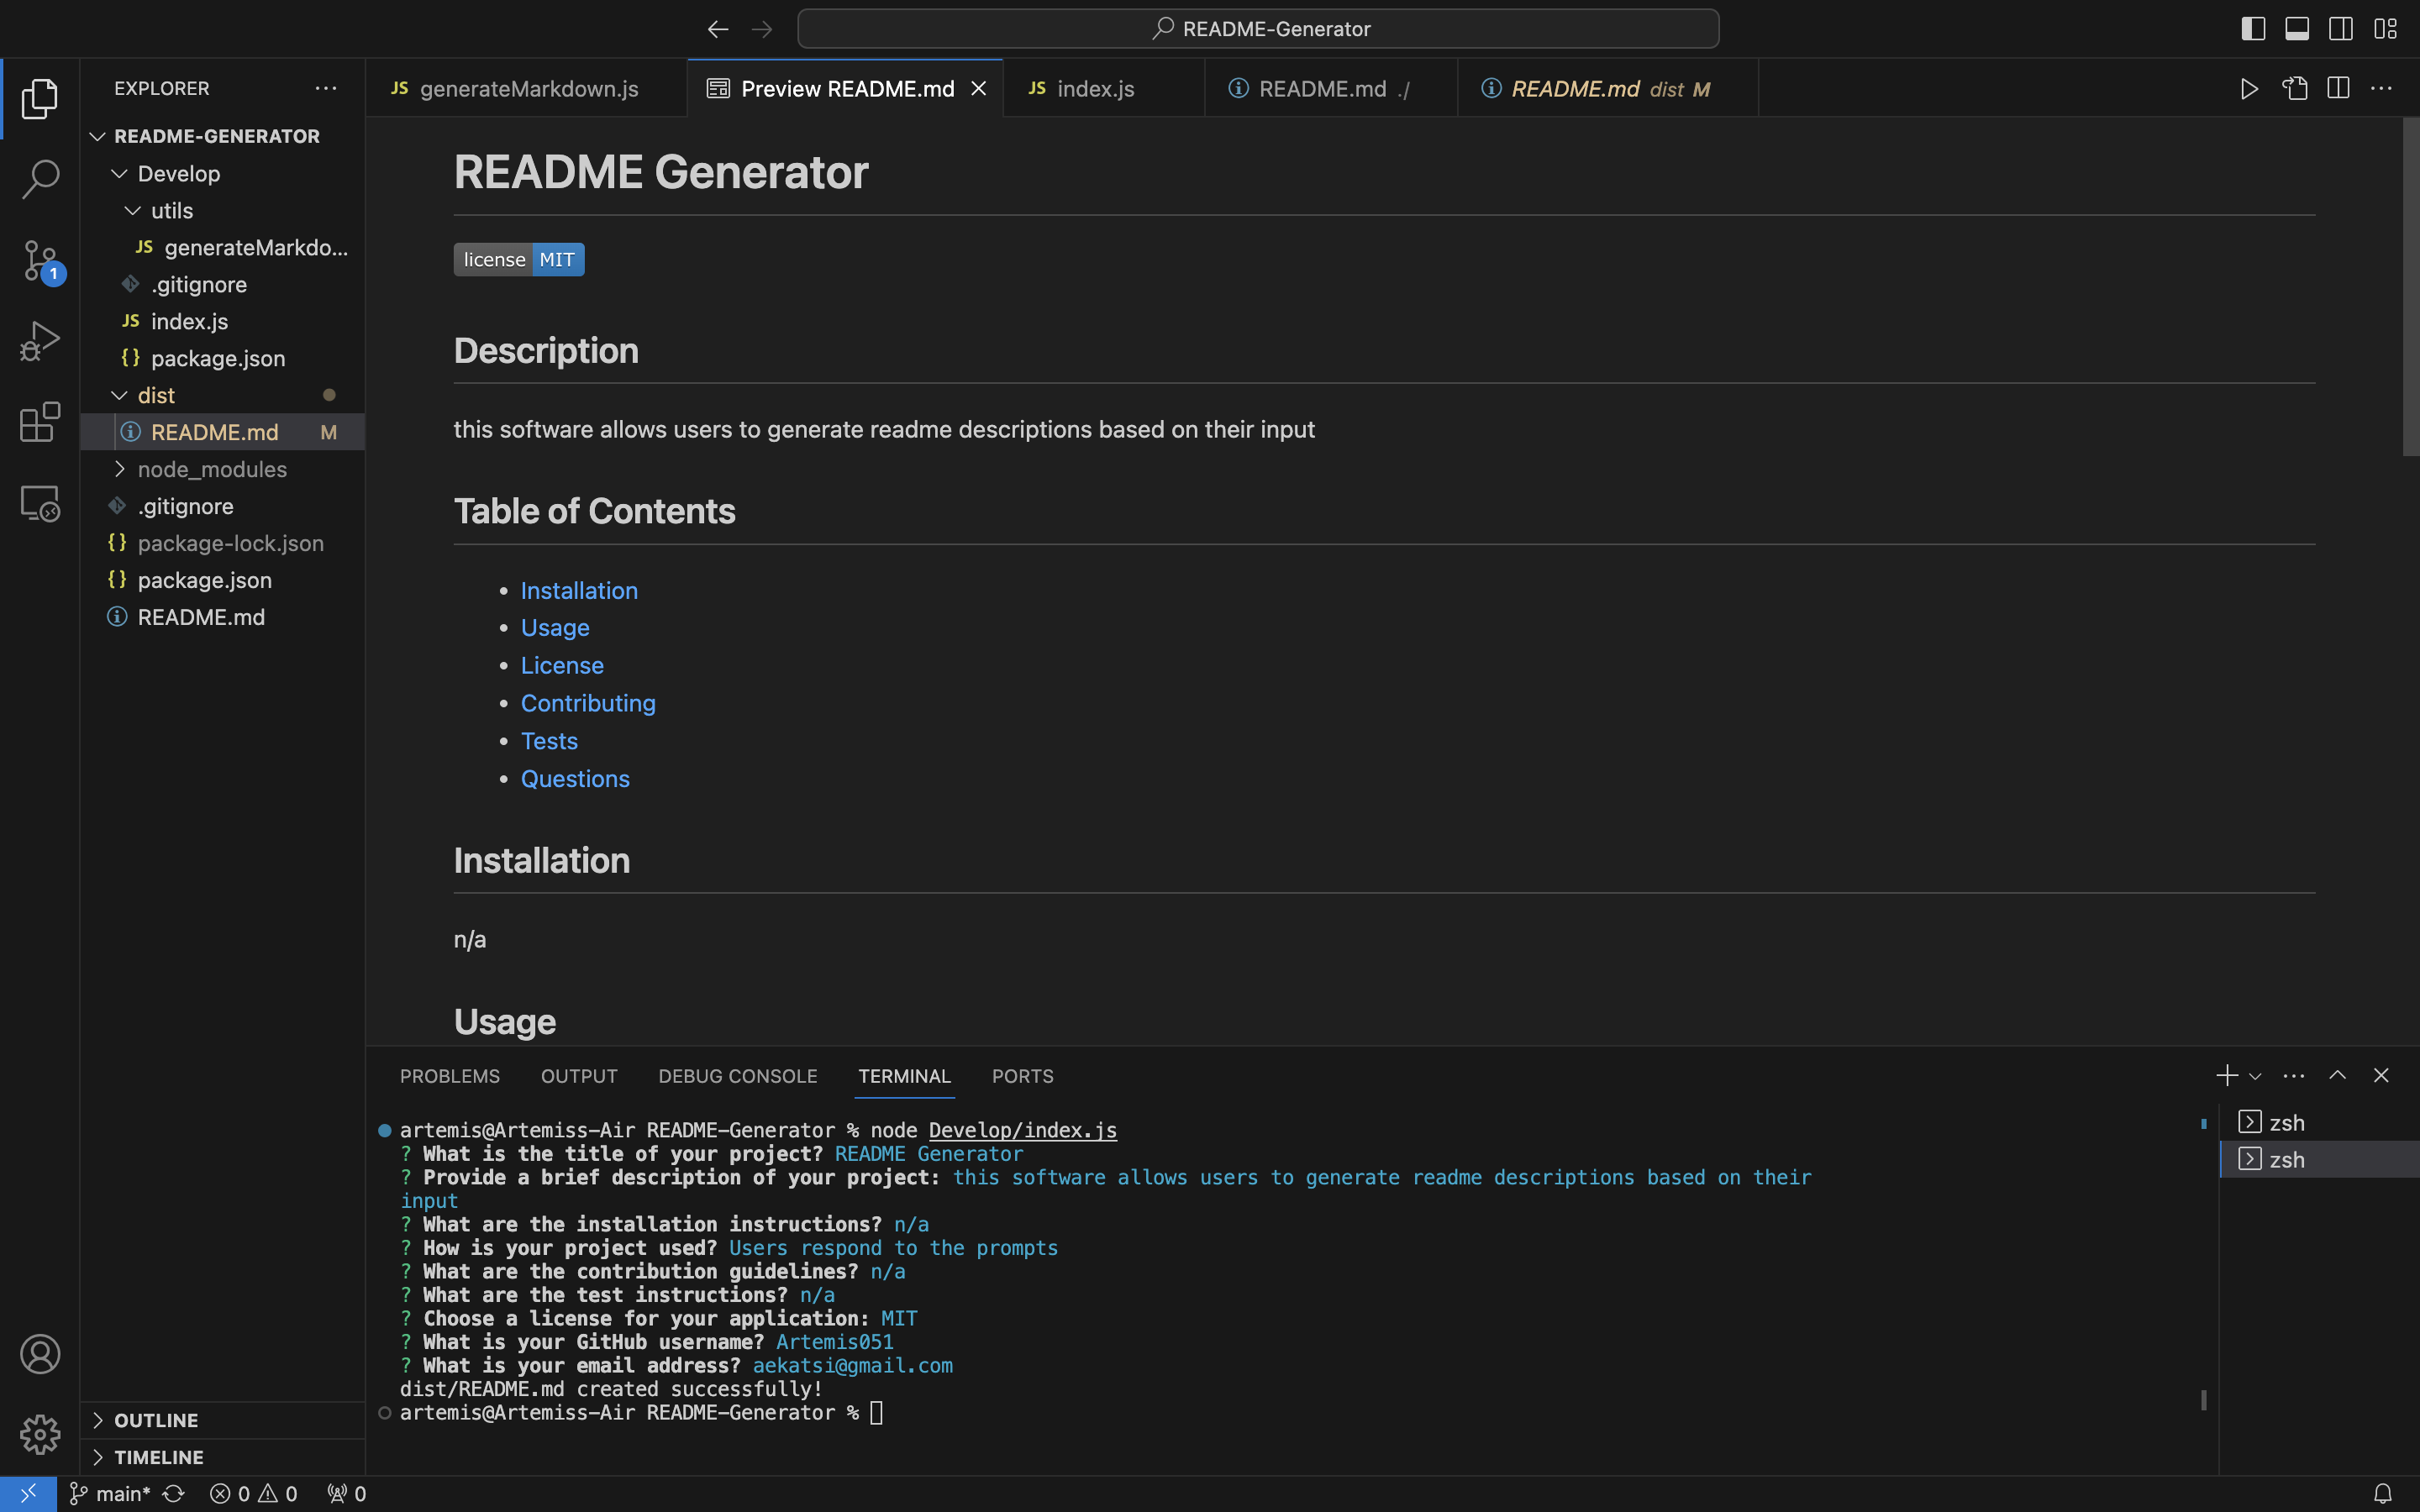 README-Generator
EXPLORER
README-GENERATOR
Develop
utils
JS generateMarkdo...
.gitignore
JS index.js
{} package.json
dist
README.md M
node_modules
.gitignore
{} package-lock.json
{} package.json
README.md
OUTLINE
TIMELINE
1
JS generateMarkdown.js
Preview README.md
JS index.js
README.md ./
README.md dist M
README Generator
license MIT
Description
this software allows users to generate readme descriptions based on their input
Table of Contents
• Installation
• Usage
• License
• Contributing
• Tests
• Questions
Installation
n/a
Usage
PROBLEMS OUTPUT DEBUG CONSOLE TERMINAL PORTS
artemis@Artemiss-Air README-Generator % node Develop/index.js
? What is the title of your project? README Generator
? Provide a brief description of your project: this software allows users to generate readme descriptions based on their
input
? What are the installation instructions? n/a
? How is your project used? Users respond to the prompts
? What are the contribution guidelines? n/a
? What are the test instructions? n/a
? Choose a license for your application: MIT
? What is your GitHub username? Artemis051
? What is your email address? aekatsi@gmail.com
dist/README.md created successfully!
artemis@Artemiss-Air README-Generator %
zsh
zsh
main* 0 0 0